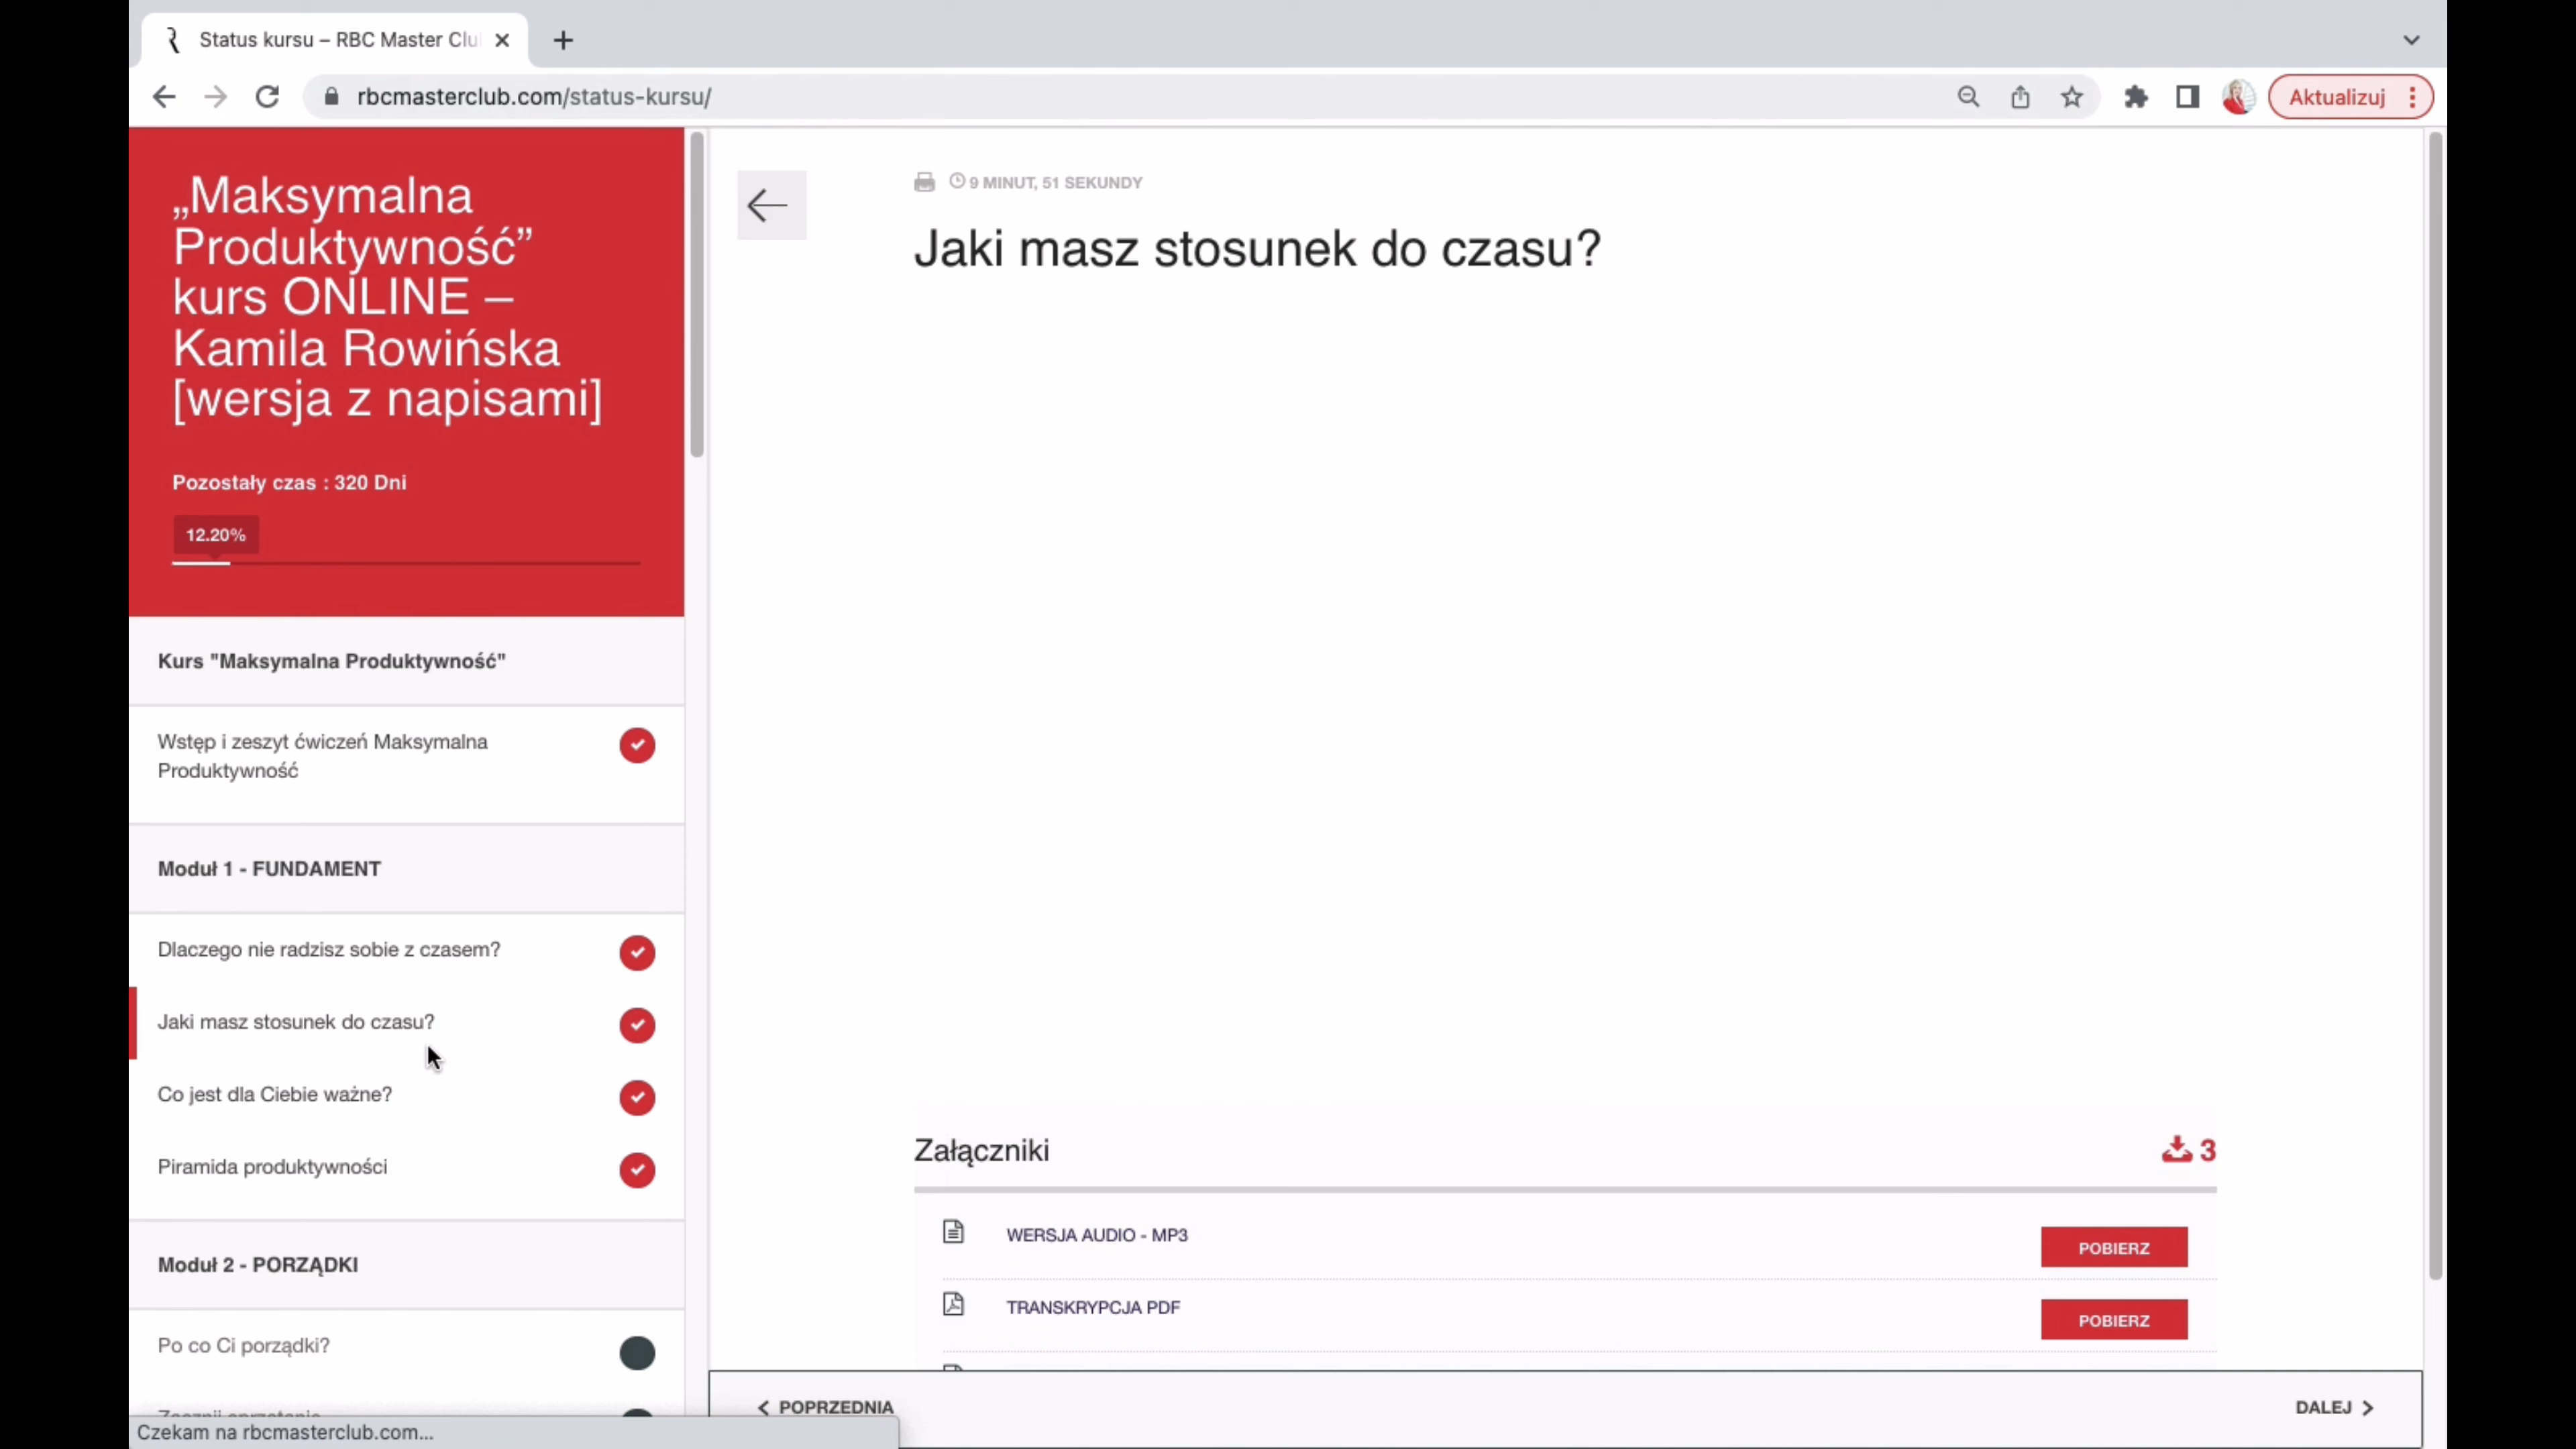 Status kursu – RBC Master Clu
rbcmasterclub.com/status-kursu/
Aktualizuj
„Maksymalna
Produktywność”
kurs ONLINE –
Kamila Rowińska
[wersja z napisami]
Pozostały czas : 320 Dni
12.20%
Kurs "Maksymalna Produktywność"
Wstęp i zeszyt ćwiczeń Maksymalna
Produktywność
Moduł 1 - FUNDAMENT
Dlaczego nie radzisz sobie z czasem?
Jaki masz stosunek do czasu?
Co jest dla Ciebie ważne?
Piramida produktywności
Moduł 2 - PORZĄDKI
Po co Ci porządki?
Czekam na rbcmasterclub.com...
9 MINUT, 51 SEKUNDY
Jaki masz stosunek do czasu?
Załączniki
3
WERSJA AUDIO - MP3
POBIERZ
TRANSKRYPCJA PDF
POBIERZ
POPRZEDNIA
DALEJ